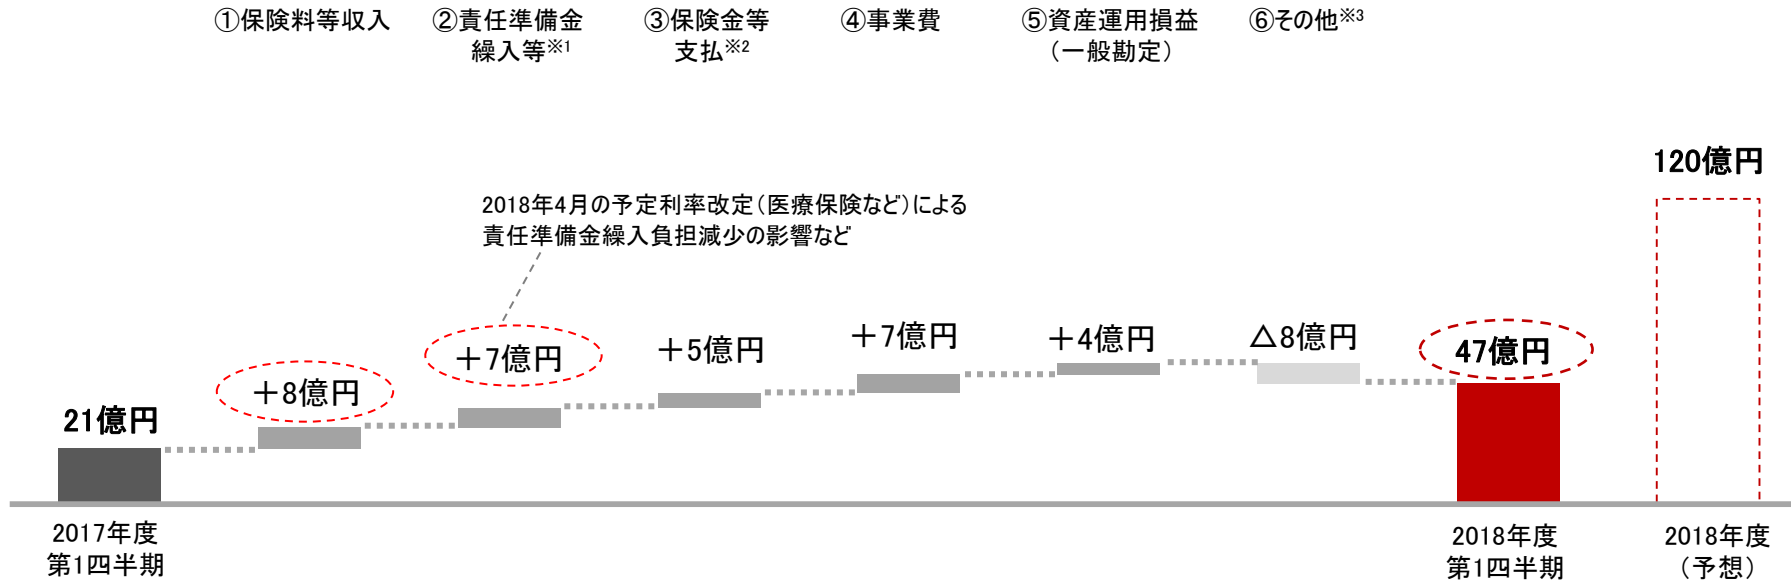 ①保険料等収入
②責任準備金
繰入等※1
③保険金等
支払※2
④事業費
⑤資産運用損益
（一般勘定）
⑥その他※3
120億円
2018年4月の予定利率改定（医療保険など）による
責任準備金繰入負担減少の影響など
21億円
＋8億円
＋7億円
＋5億円
＋7億円
＋4億円
△8億円
47億円
2017年度
第1四半期
2018年度
第1四半期
2018年度
（予想）